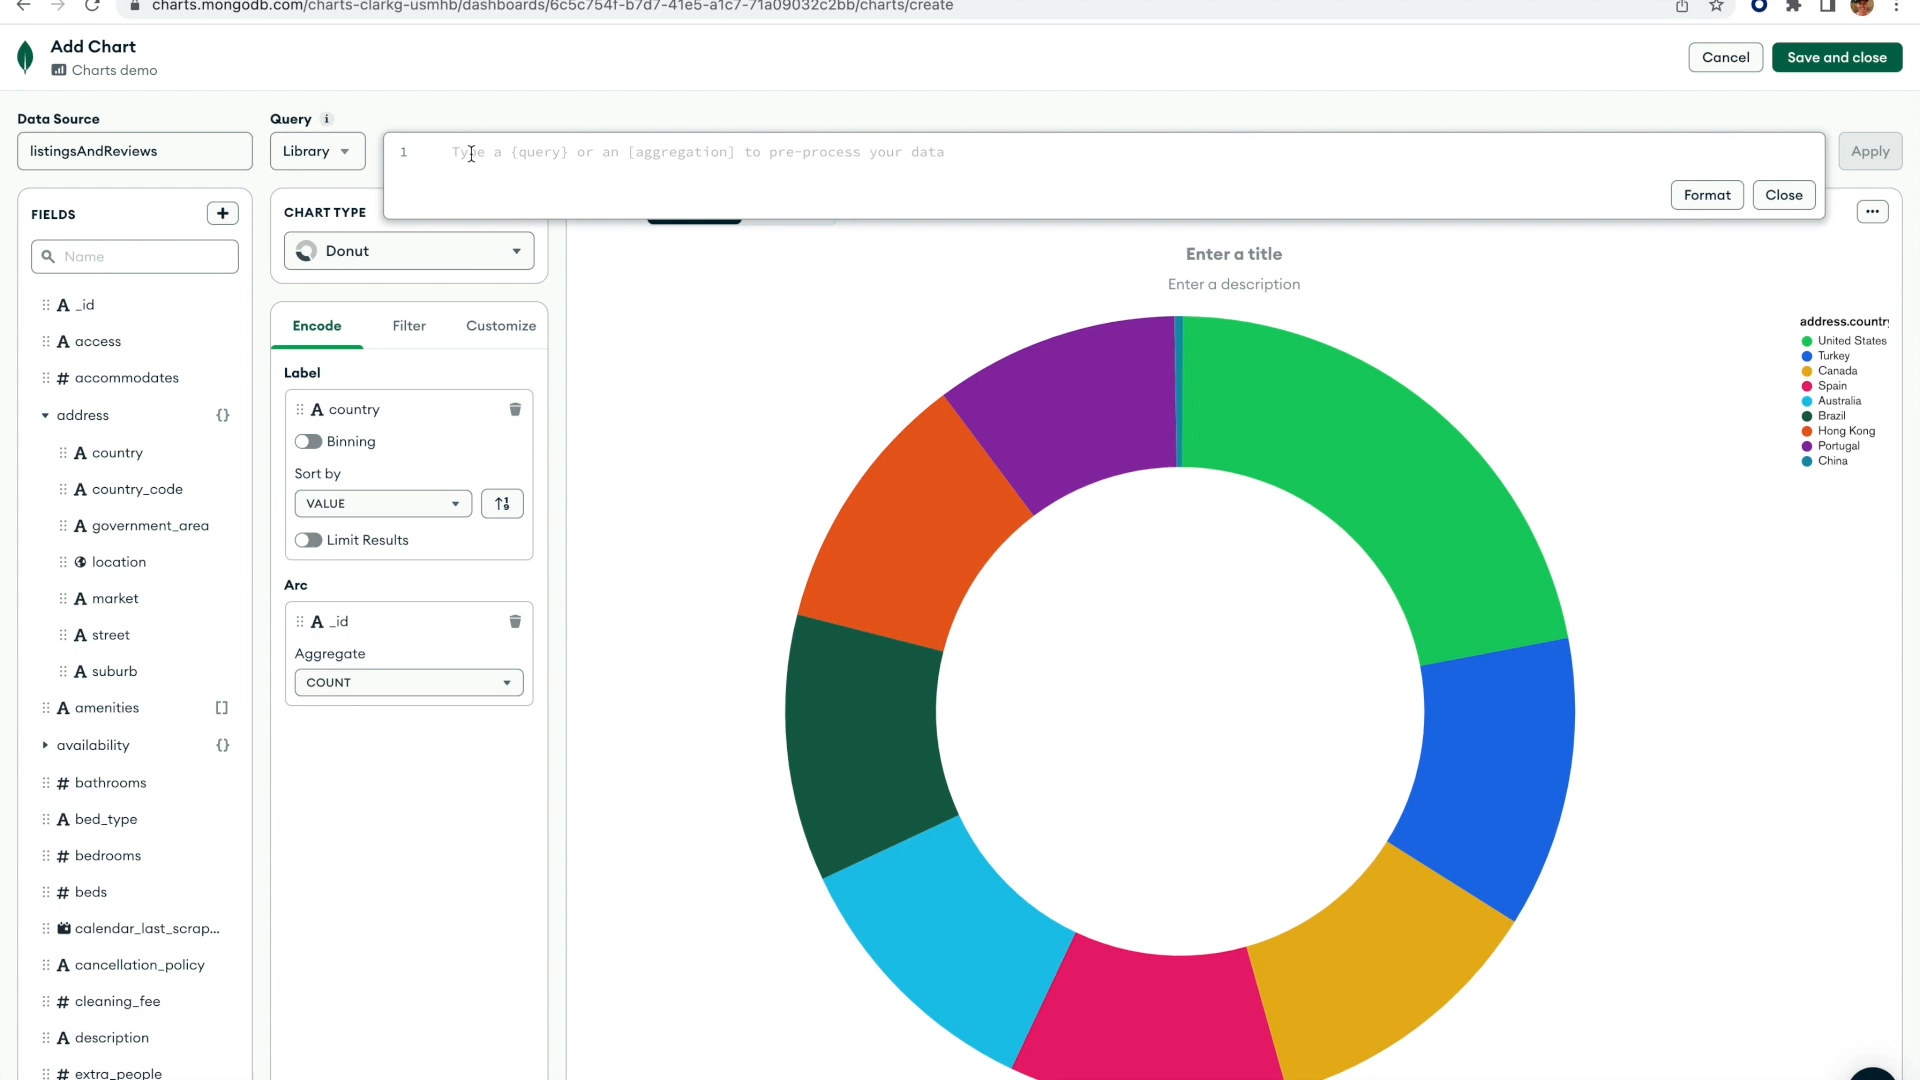 charts.mongodb.com/charts-clarkg-usmhb/dashboards/6c5c754f-b7d7-41e5-a1c7-71a09032c2bb/charts/create
Add Chart
Charts demo
Cancel
Save and close
Data Source
Query i
listingsAndReviews
Library
1 Type a {query} or an [aggregation] to pre-process your data
Apply
Format
Close
FIELDS
+
Name
A _id
A access
# accommodates
address {}
A country
A country_code
A government_area
location
A market
A street
A suburb
A amenities []
availability {}
# bathrooms
A bed_type
# bedrooms
# beds
calendar_last_scrap...
A cancellation_policy
# cleaning_fee
A description
# extra_people
CHART TYPE
Donut
Encode
Filter
Customize
Label
A country
Binning
Sort by
VALUE
Limit Results
Arc
A _id
Aggregate
COUNT
Enter a title
Enter a description
address.country
United States
Turkey
Canada
Spain
Australia
Brazil
Hong Kong
Portugal
China